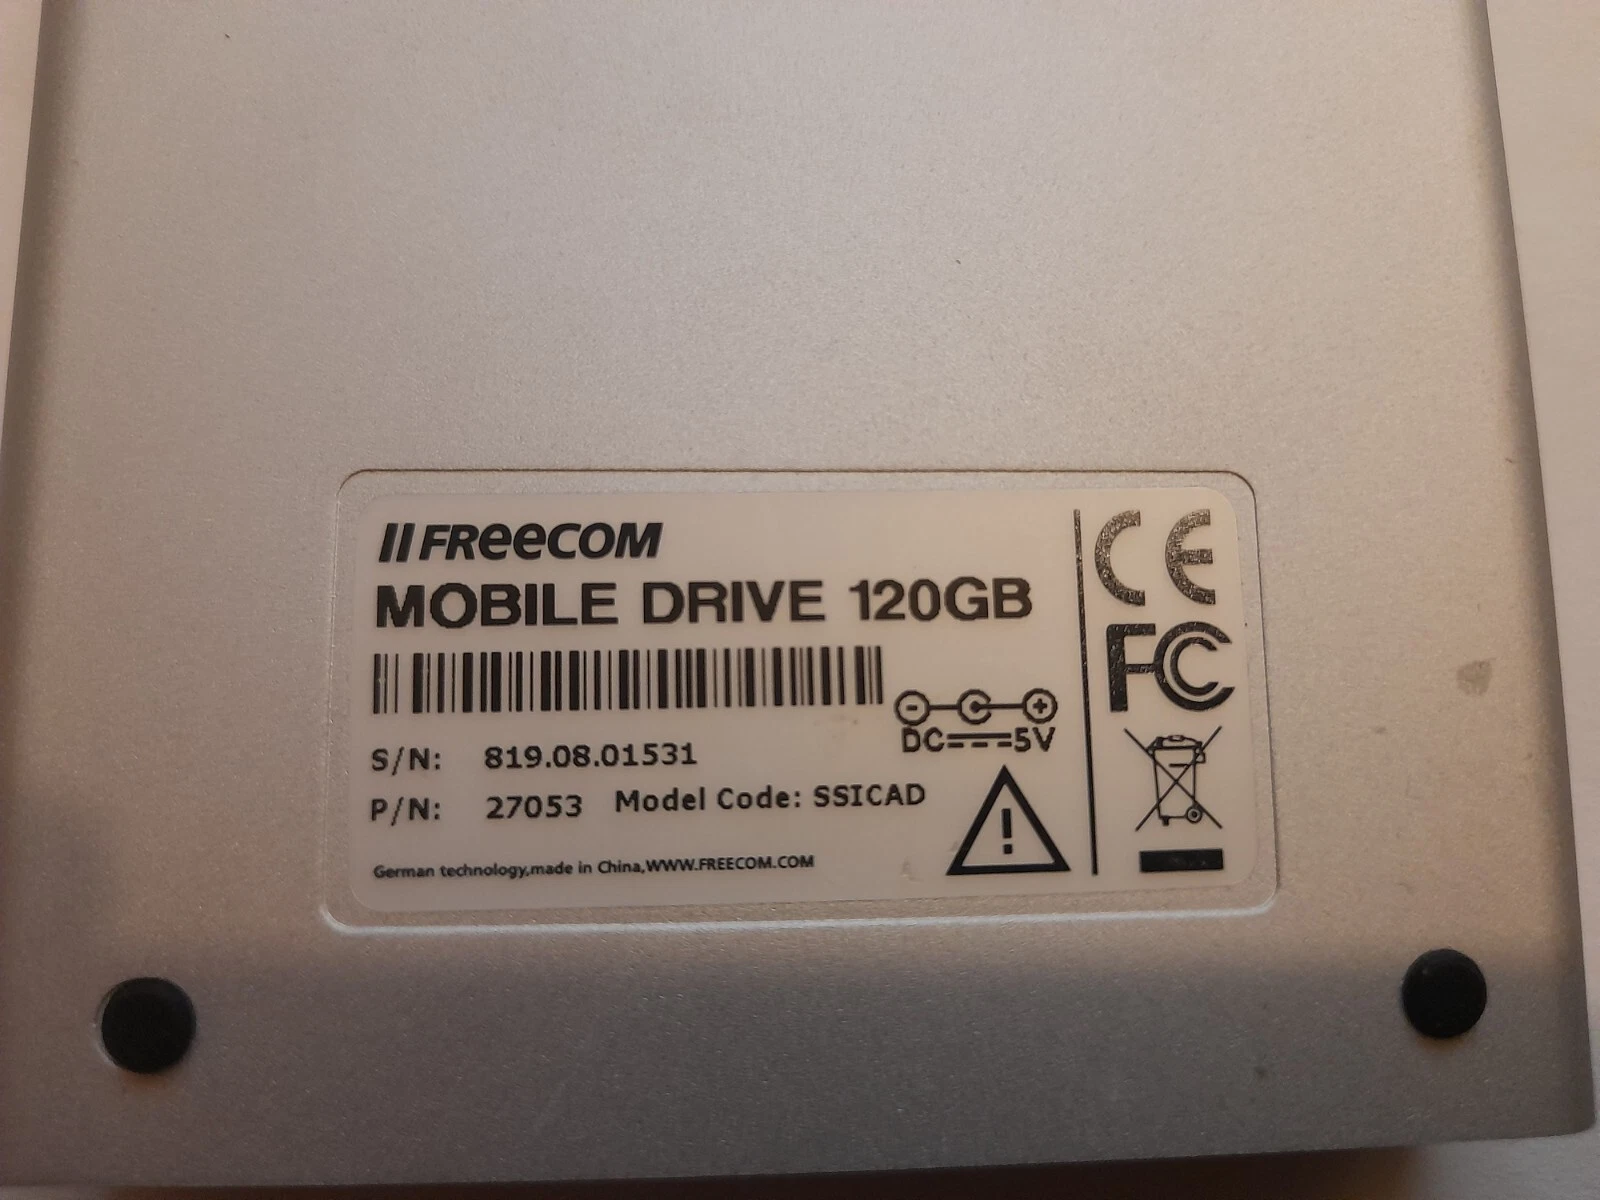 FREECOM
MOBILE DRIVE 120GB
DC 5V
S/N: 819.08.01531
P/N: 27053 Model Code: SSICAD
German technology,made in China,WWW.FREECOM.COM
CE
FC